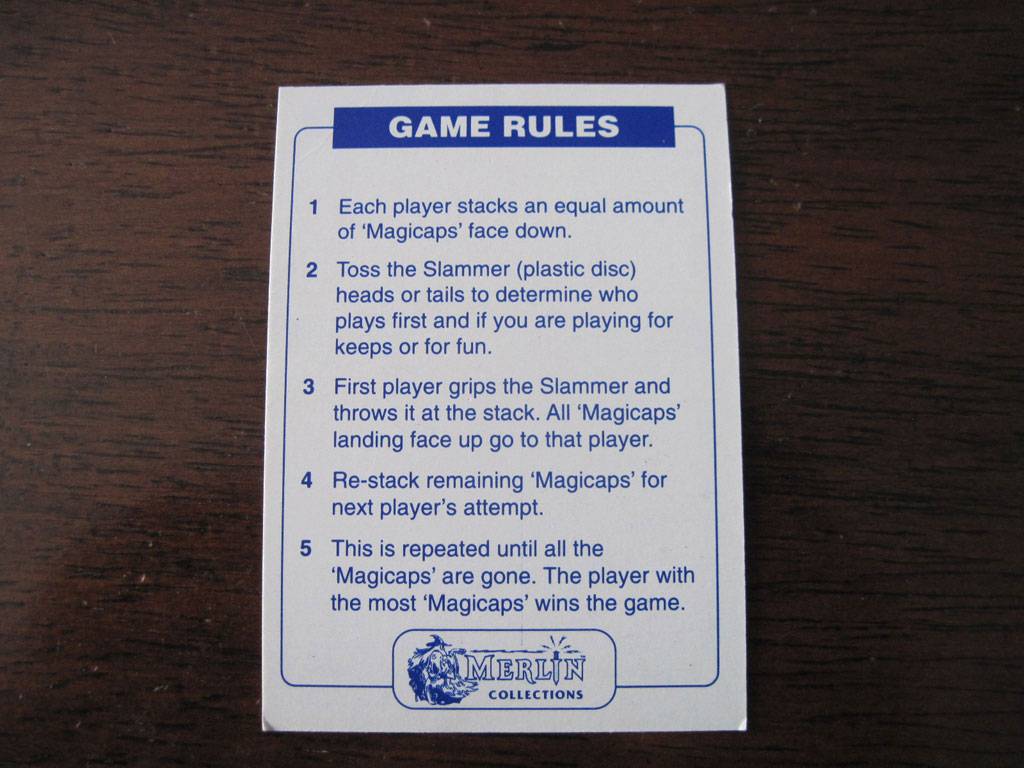 GAME RULES
1 Each player stacks an equal amount
of 'Magicaps' face down.
2 Toss the Slammer (plastic disc)
heads or tails to determine who
plays first and if you are playing for
keeps or for fun.
3 First player grips the Slammer and
throws it at the stack. All 'Magicaps'
landing face up go to that player.
4 Re-stack remaining 'Magicaps' for
next player's attempt.
5 This is repeated until all the
'Magicaps' are gone. The player with
the most 'Magicaps' wins the game.
MERLIN
COLLECTIONS